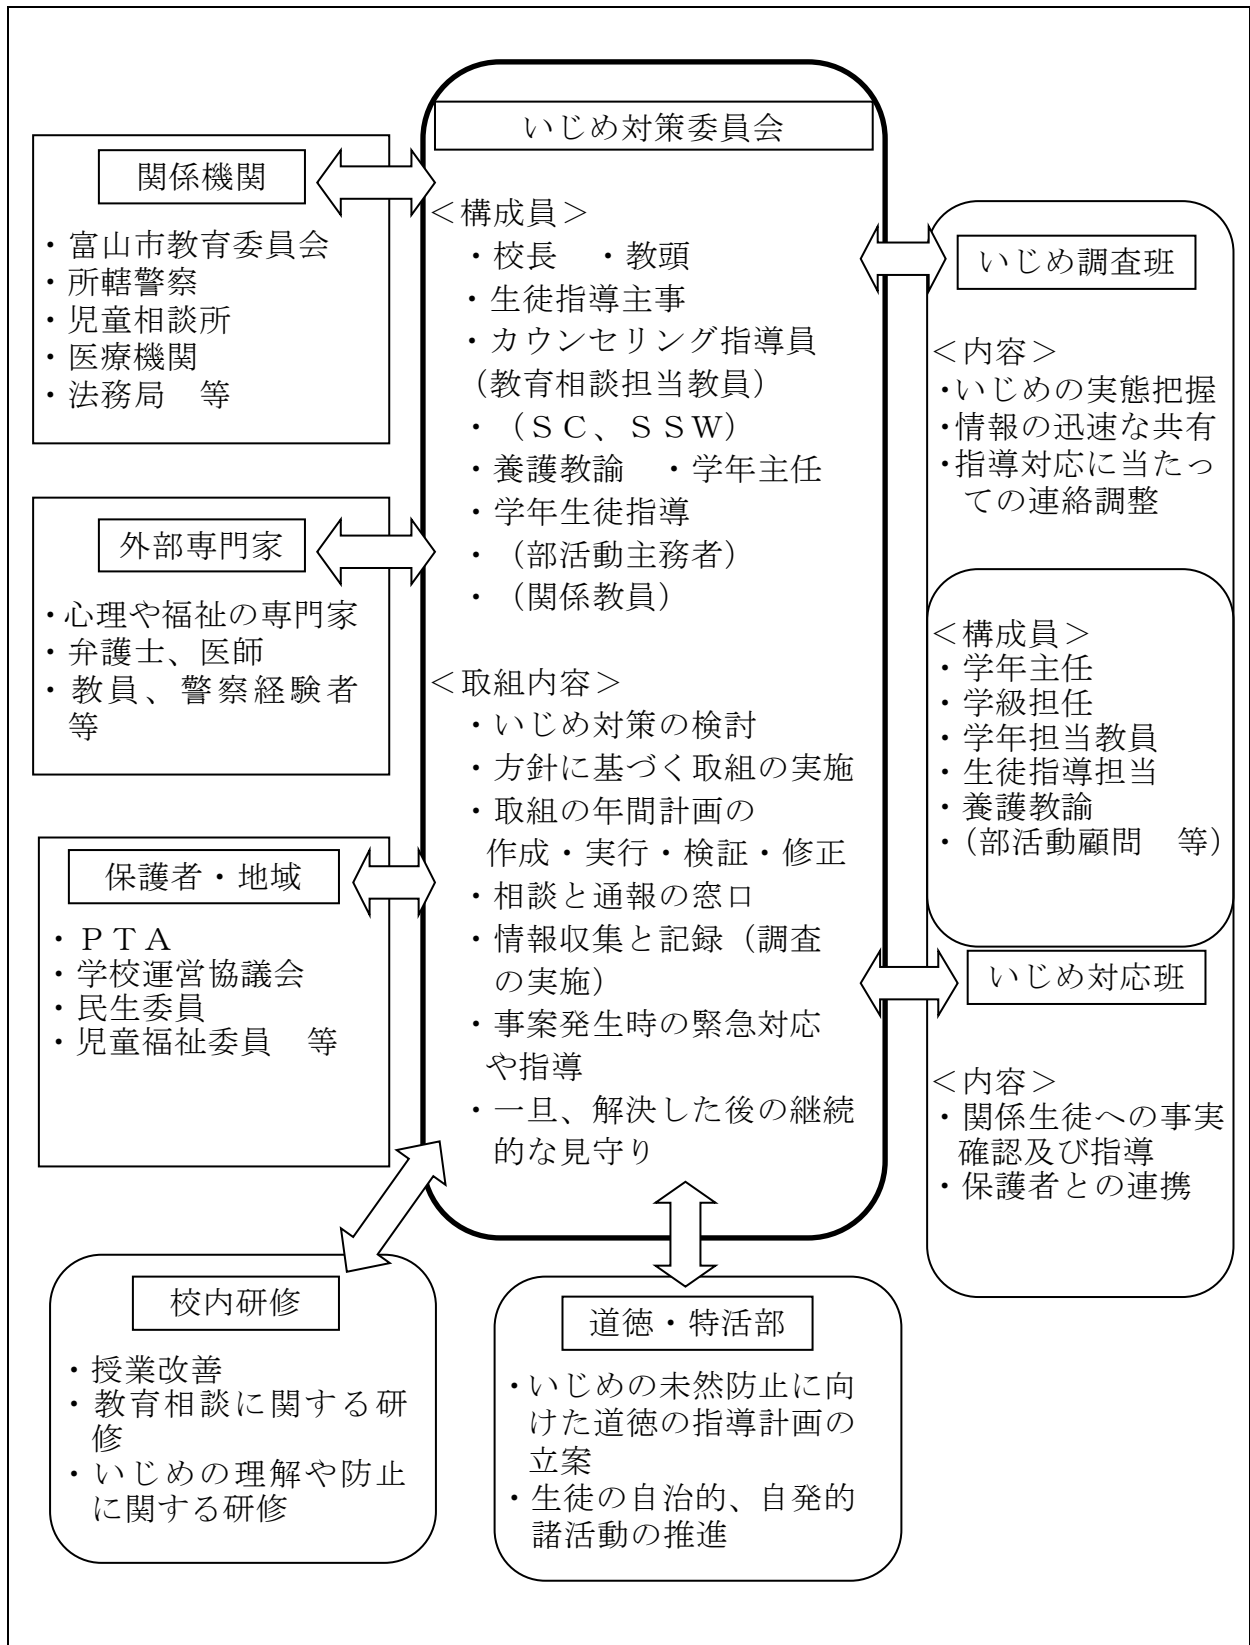 いじめ対策委員会
＜構成員＞
・校長　・教頭
・生徒指導主事
・カウンセリング指導員
（教育相談担当教員）
・（ＳＣ、ＳＳＷ）
・養護教諭　・学年主任
・学年生徒指導
・（部活動主務者）
・（関係教員）
＜取組内容＞
・いじめ対策の検討
・方針に基づく取組の実施
・取組の年間計画の
作成・実行・検証・修正
・相談と通報の窓口
・情報収集と記録（調査
の実施）
・事案発生時の緊急対応
や指導
・一旦、解決した後の継続
的な見守り
関係機関
・富山市教育委員会
・所轄警察
・児童相談所
・医療機関
・法務局　等
外部専門家
・心理や福祉の専門家
・弁護士、医師
・教員、警察経験者
等
保護者・地域
・ＰＴＡ
・学校運営協議会
・民生委員
・児童福祉委員　等
いじめ調査班
＜内容＞
・いじめの実態把握
・情報の迅速な共有
・指導対応に当たっ
ての連絡調整
＜構成員＞
・学年主任
・学級担任
・学年担当教員
・生徒指導担当
・養護教諭
・（部活動顧問　等）
いじめ対応班
＜内容＞
・関係生徒への事実
確認及び指導
・保護者との連携
校内研修
・授業改善
・教育相談に関する研
修
・いじめの理解や防止
に関する研修
道徳・特活部
・いじめの未然防止に向
けた道徳の指導計画の
立案
・生徒の自治的、自発的
諸活動の推進